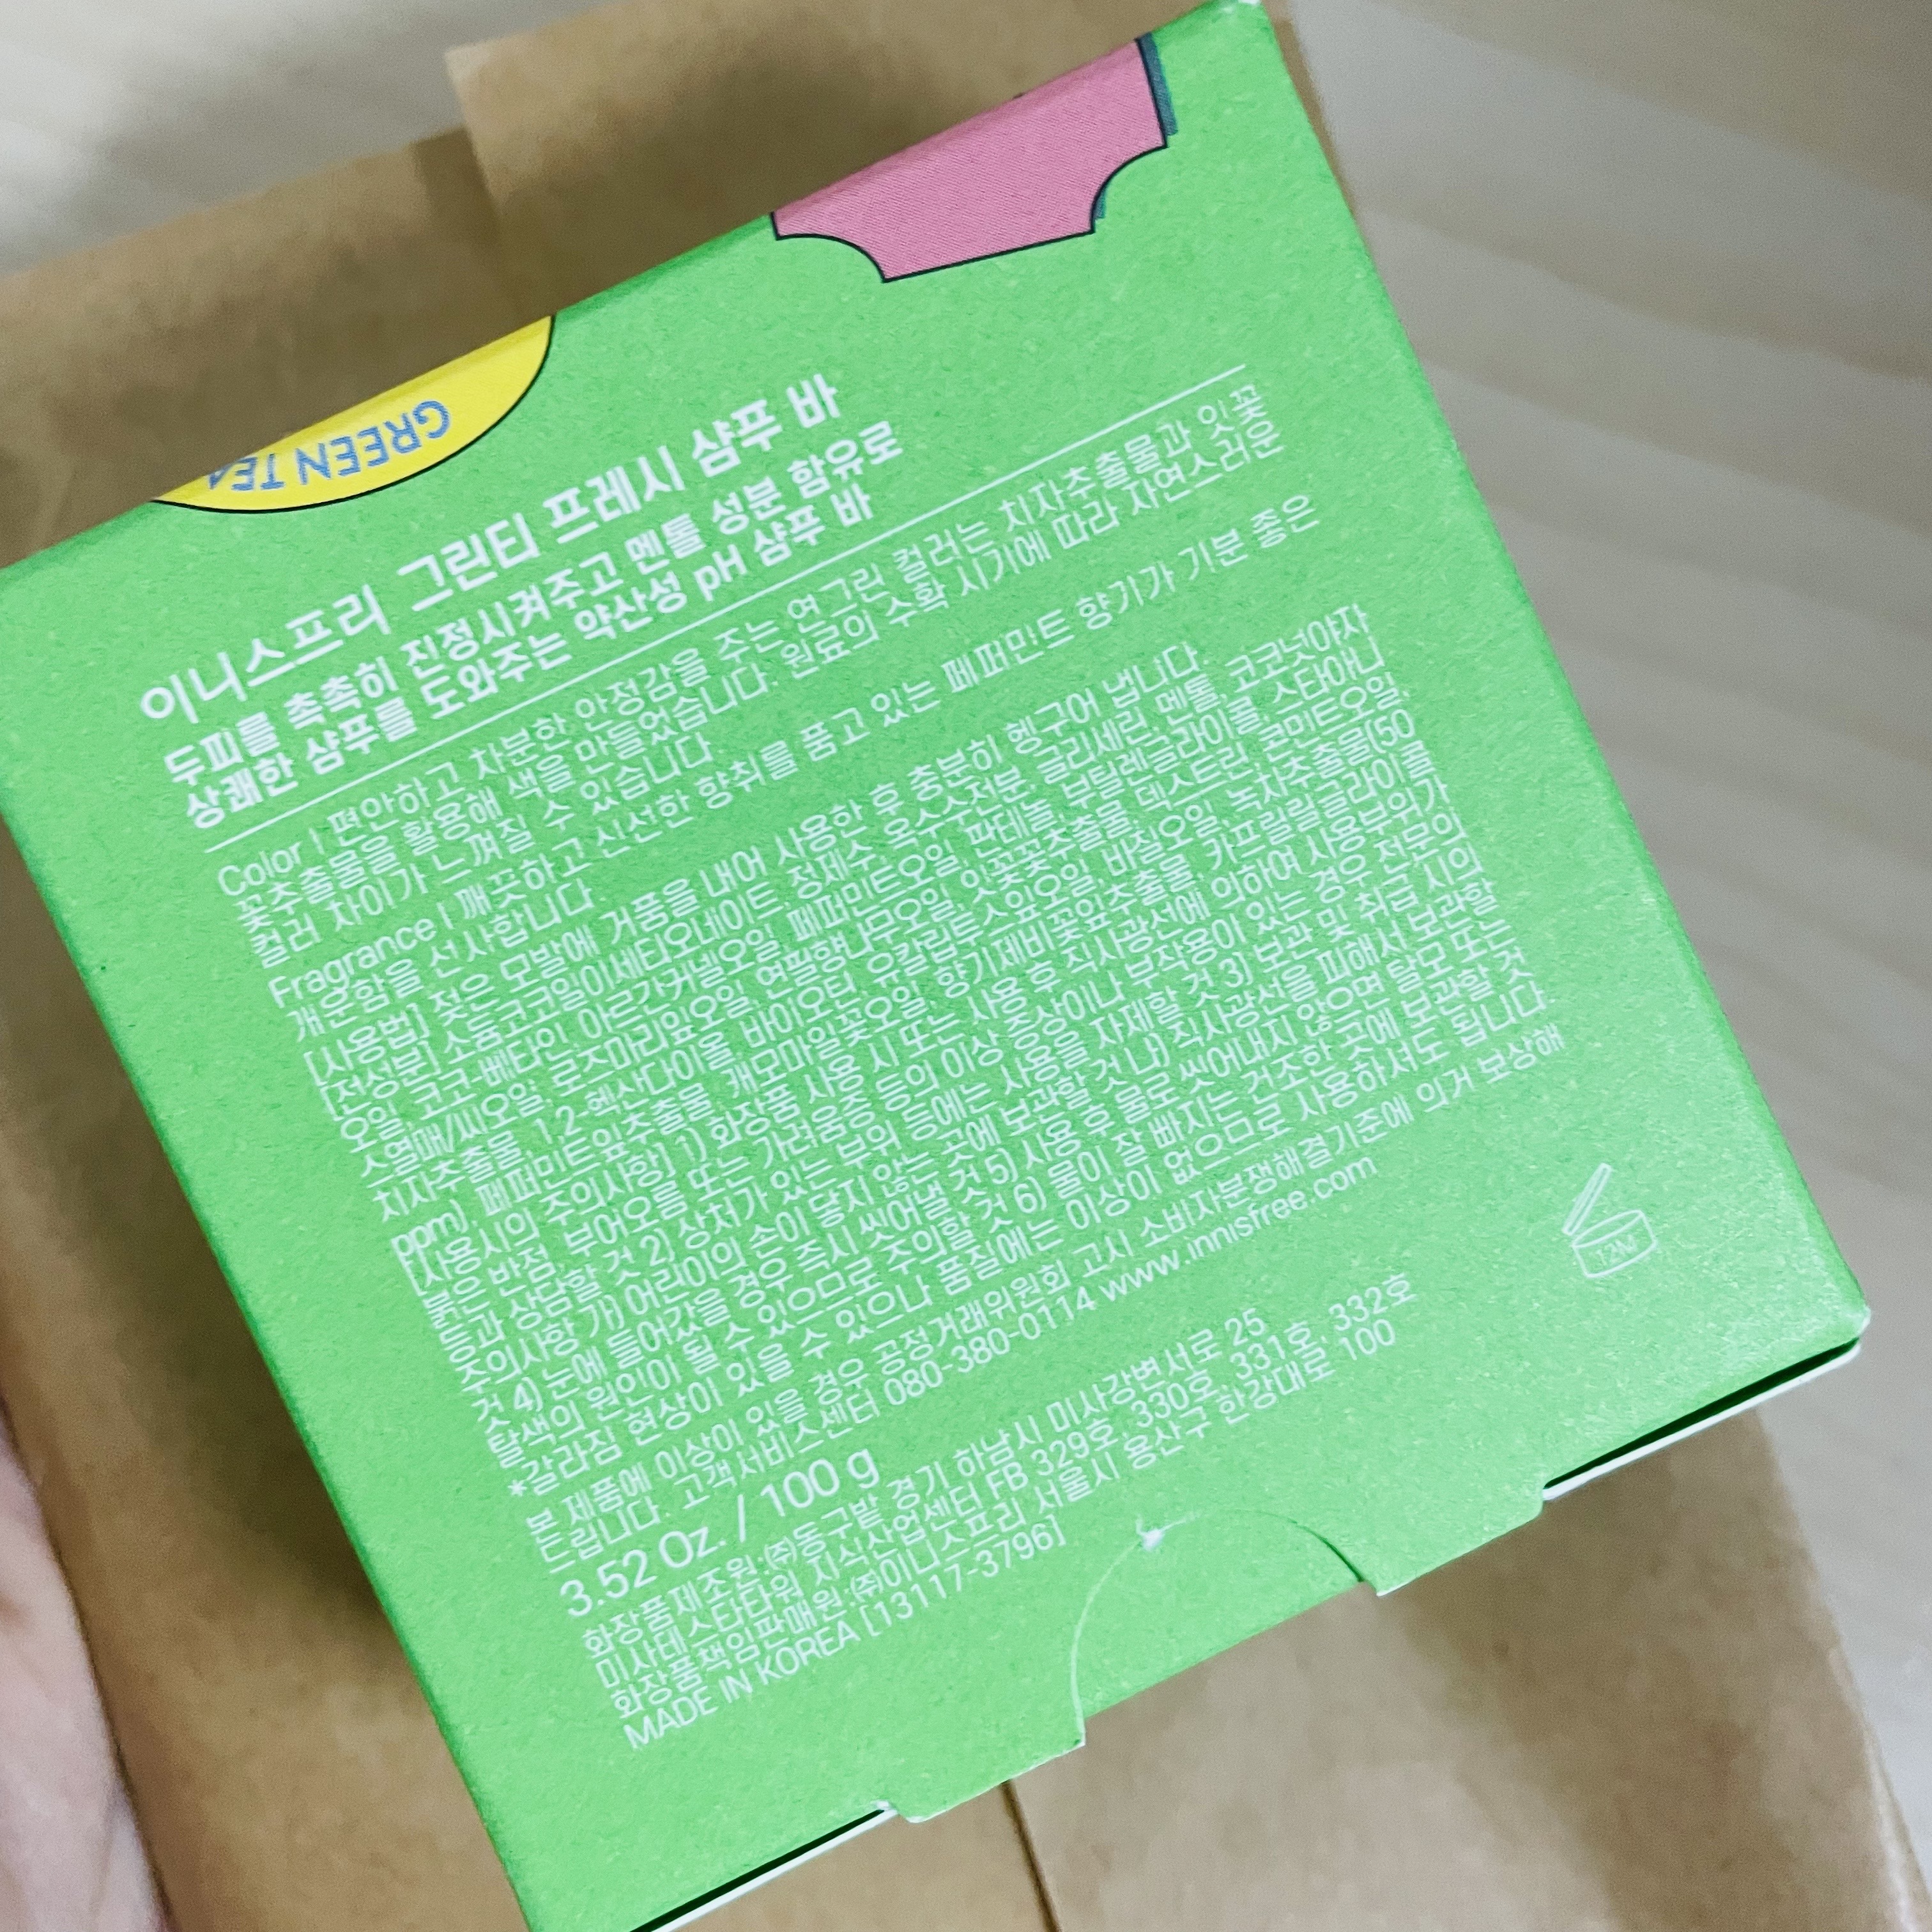 GREEN TEA
이니스프리 그린티 프레시 샴푸 바
두피를 촉촉히 진정시켜주고 멘톨 성분 함유로
상쾌한 샴푸를 도와주는 약산성 pH 샴푸 바
Color | 편안하고 차분한 안정감을 주는 연그린 컬러는 치자추출물과 잇꽃
꽃추출물을 활용해 색을 만들었습니다. 원료의 수확 시기에 따라 자연스러운
컬러 차이가 느껴질 수 있습니다.
Fragrance | 깨끗하고 신선한 향취를 품고 있는 페퍼민트 향기가 기분 좋은
개운함을 선사합니다.
[사용법] 젖은 모발에 거품을 내어 사용한 후 충분히 헹구어 냅니다.
[전성분] 소듐코코일이세티오네이트, 정제수, 옥수수전분, 글리세린, 멘톨, 코코넛야자
오일, 코코-베타인, 아르간커넬오일, 페퍼민트오일, 판테놀, 부틸렌글라이콜, 스타아니
스열매/씨오일, 로즈마리잎오일, 연필향나무오일, 잇꽃꽃추출물, 덱스트린, 콘민트오일,
치자추출물, 1,2-헥산다이올, 바이오틴, 유칼립투스잎오일, 바질오일, 녹차추출물(50
ppm), 페퍼민트잎추출물, 캐모마일꽃오일, 향기제비꽃잎추출물, 카프릴릴글라이콜
[사용시의 주의사항] 1) 화장품 사용 시 또는 사용 후 직사광선에 의하여 사용부위가
붉은 반점, 부어오름 또는 가려움증 등의 이상 증상이나 부작용이 있는 경우 전문의
등과 상담할 것 2) 상처가 있는 부위 등에는 사용을 자제할 것 3) 보관 및 취급 시의
주의사항 가) 어린이의 손이 닿지 않는 곳에 보관할 것 나) 직사광선을 피해서 보관할
것 4) 눈에 들어갔을 경우 즉시 씻어낼 것 5) 사용 후 물로 씻어내지 않으면 탈모 또는
탈색의 원인이 될 수 있으므로 주의할 것 6) 물이 잘 빠지는 건조한 곳에 보관할 것
*갈라짐 현상이 있을 수 있으나 품질에는 이상이 없으므로 사용하셔도 됩니다.
본 제품에 이상이 있을 경우 공정거래위원회 고시 소비자분쟁해결기준에 의거 보상해
드립니다. 고객서비스센터 080-380-0114 www.innisfree.com
3.52 Oz. / 100 g
12M
화장품제조원:㈜동구밭 경기 하남시 미사강변서로 25
미사테스타타워 지식산업센터 FB 329호, 330호, 331호, 332호
화장품책임판매원:㈜이니스프리 서울시 용산구 한강대로 100
MADE IN KOREA [13117-3796]